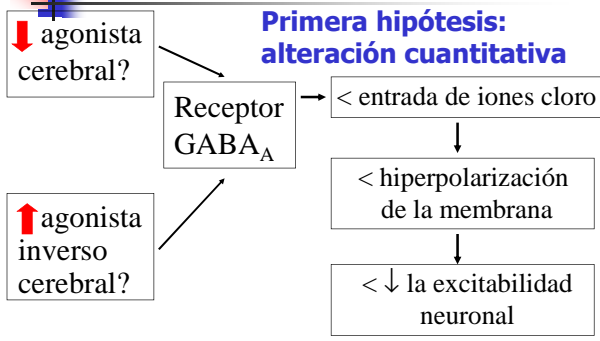 Primera hipótesis:
alteración cuantitativa
↓ agonista
cerebral?
↑ agonista
inverso
cerebral?
Receptor
GABA_A
< entrada de iones cloro
< hiperpolarización
de la membrana
< ↓ la excitabilidad
neuronal